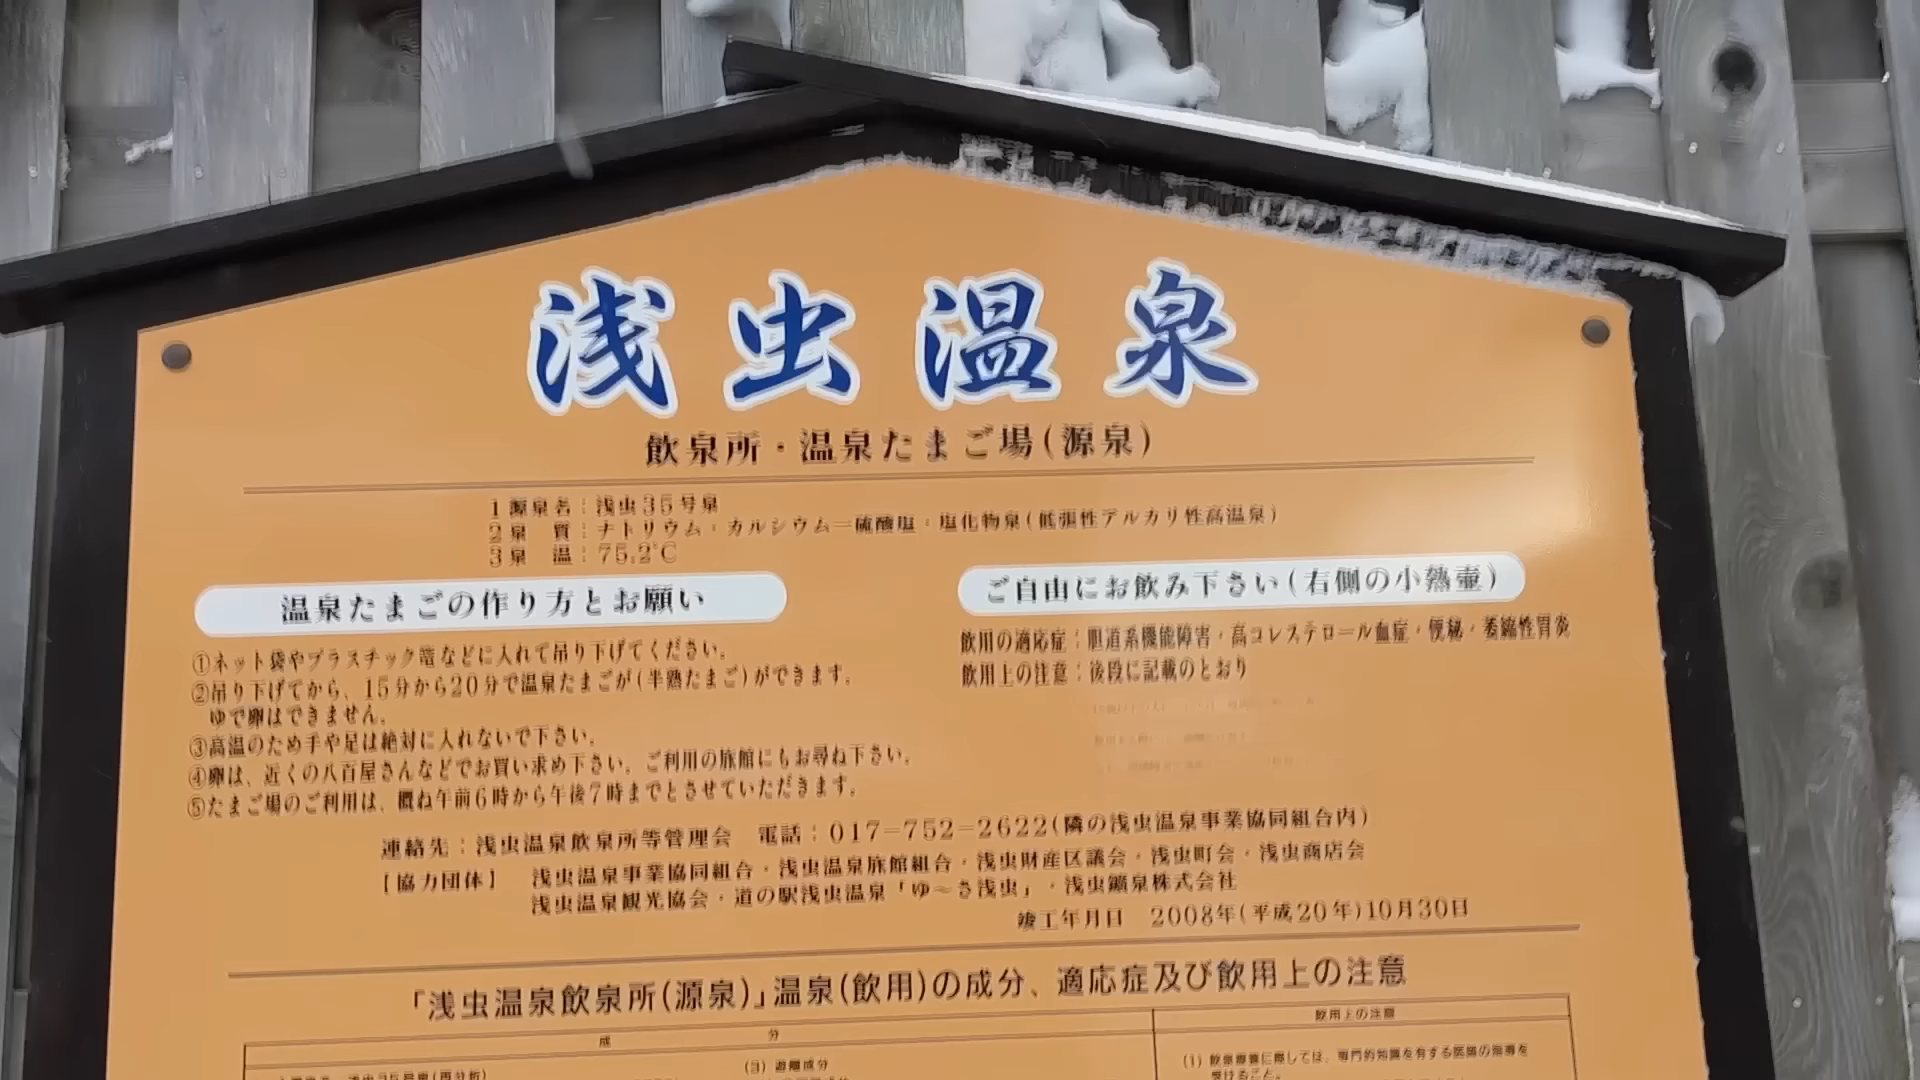 浅虫温泉
飲泉所・温泉たまご場(源泉)
1源泉名：浅虫35号泉
2泉　質：ナトリウム・カルシウム－硫酸塩・塩化物泉(低張性アルカリ性高温泉)
3泉　温：75.2℃
温泉たまごの作り方とお願い
①ネット袋やプラスチック篭などに入れて吊り下げてください。
②吊り下げてから、15分から20分で温泉たまごが(半熟たまご)ができます。
ゆで卵はできません。
③高温のため手や足は絶対に入れないで下さい。
④卵は、近くの八百屋さんなどでお買い求め下さい。ご利用の旅館にもお尋ね下さい。
⑤たまご場のご利用は、概ね午前6時から午後7時までとさせていただきます。
ご自由にお飲み下さい(右側の小熱壷)
飲用の適応症：胆道系機能障害・高コレステロール血症・便秘・萎縮性胃炎
飲用上の注意：後段に記載のとおり
連絡先：浅虫温泉飲泉所等管理会　電話：017－752－2622(隣の浅虫温泉事業協同組合内)
[協力団体]　浅虫温泉事業協同組合・浅虫温泉旅館組合・浅虫財産区議会・浅虫町会・浅虫商店会
浅虫温泉観光協会・道の駅浅虫温泉「ゆ～さ浅虫」・浅虫鑛泉株式会社
竣工年月日　2008年(平成20年)10月30日
「浅虫温泉飲泉所(源泉)」温泉(飲用)の成分、適応症及び飲用上の注意
成　分
飲用上の注意
(3) 遊離成分
(1) 飲泉療養に際しては、専門的知識を有する医師の指導を
受けること。